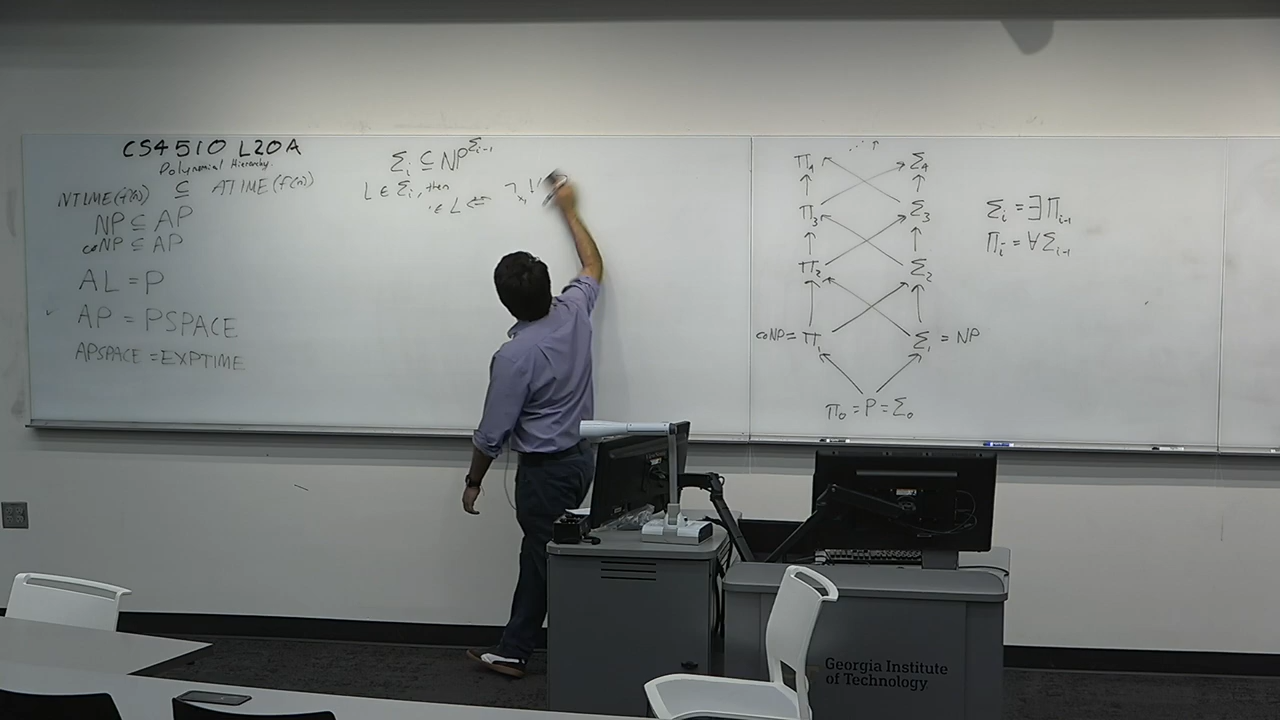 CS4510 L20A
Polynomial Hierarchy
NTIME(f(n)) ⊆ ATIME(f(n))
NP ⊆ AP
coNP ⊆ AP
AL = P
AP = PSPACE
APSPACE = EXPTIME
Σᵢ ⊆ NP^Σᵢ₋₁
L ∈ Σᵢ, then
∈ L ⇔
Π₄ Σ₄
Π₃ Σ₃
Π₂ Σ₂
coNP = Π₁ Σ₁ = NP
Π₀ = P = Σ₀
Σᵢ = ∃Πᵢ₋₁
Πᵢ = ∀Σᵢ₋₁
Georgia Institute
of Technology